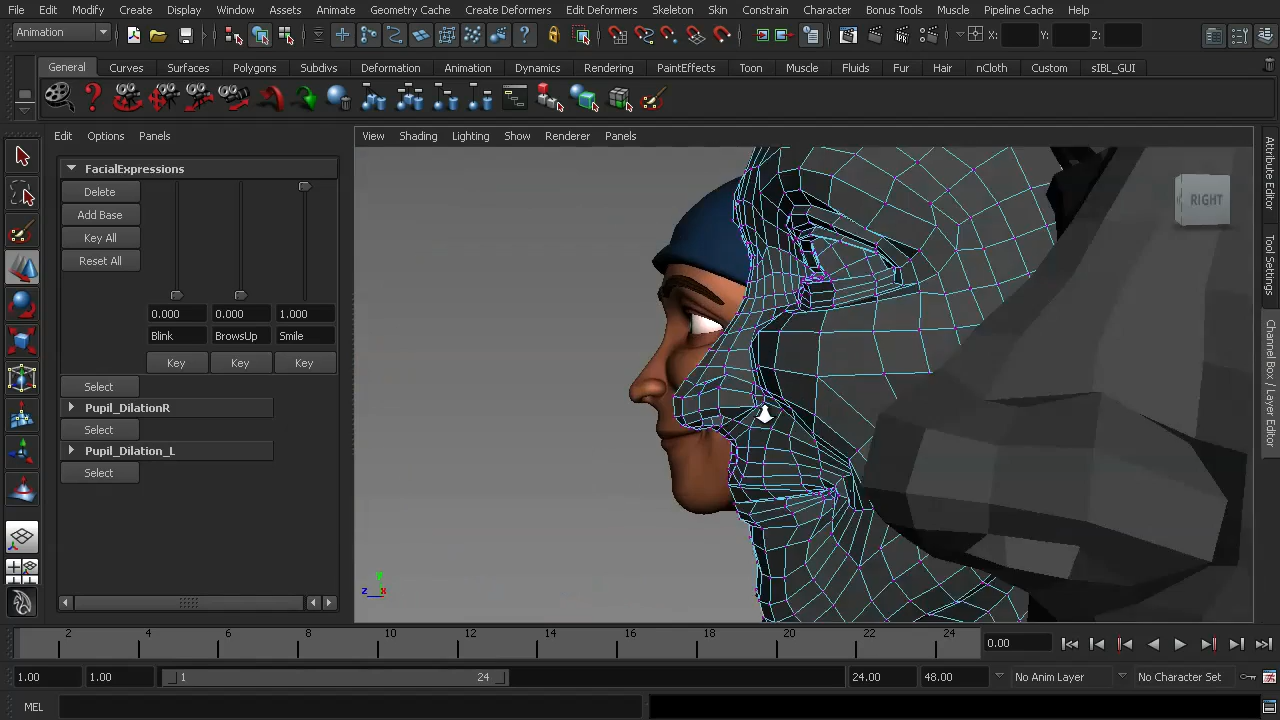 File Edit Modify Create Display Window Assets Animate Geometry Cache Create Deformers Edit Deformers Skeleton Skin Constrain Character Bonus Tools Muscle Pipeline Cache Help
Animation X: Y: Z:
General Curves Surfaces Polygons Subdivs Deformation Animation Dynamics Rendering PaintEffects Toon Muscle Fluids Fur Hair nCloth Custom sIBL_GUI
Edit Options Panels
View Shading Lighting Show Renderer Panels
FacialExpressions
Delete
Add Base
Key All
Reset All
0.000 0.000 1.000
Blink BrowsUp Smile
Key Key Key
Select
Pupil_DilationR
Select
Pupil_Dilation_L
Select
RIGHT
y
z x
Attribute Editor
Tool Settings
Channel Box / Layer Editor
2 4 6 8 10 12 14 16 18 20 22 24 0.00
1.00 1.00 1 24 24.00 48.00 No Anim Layer No Character Set
MEL